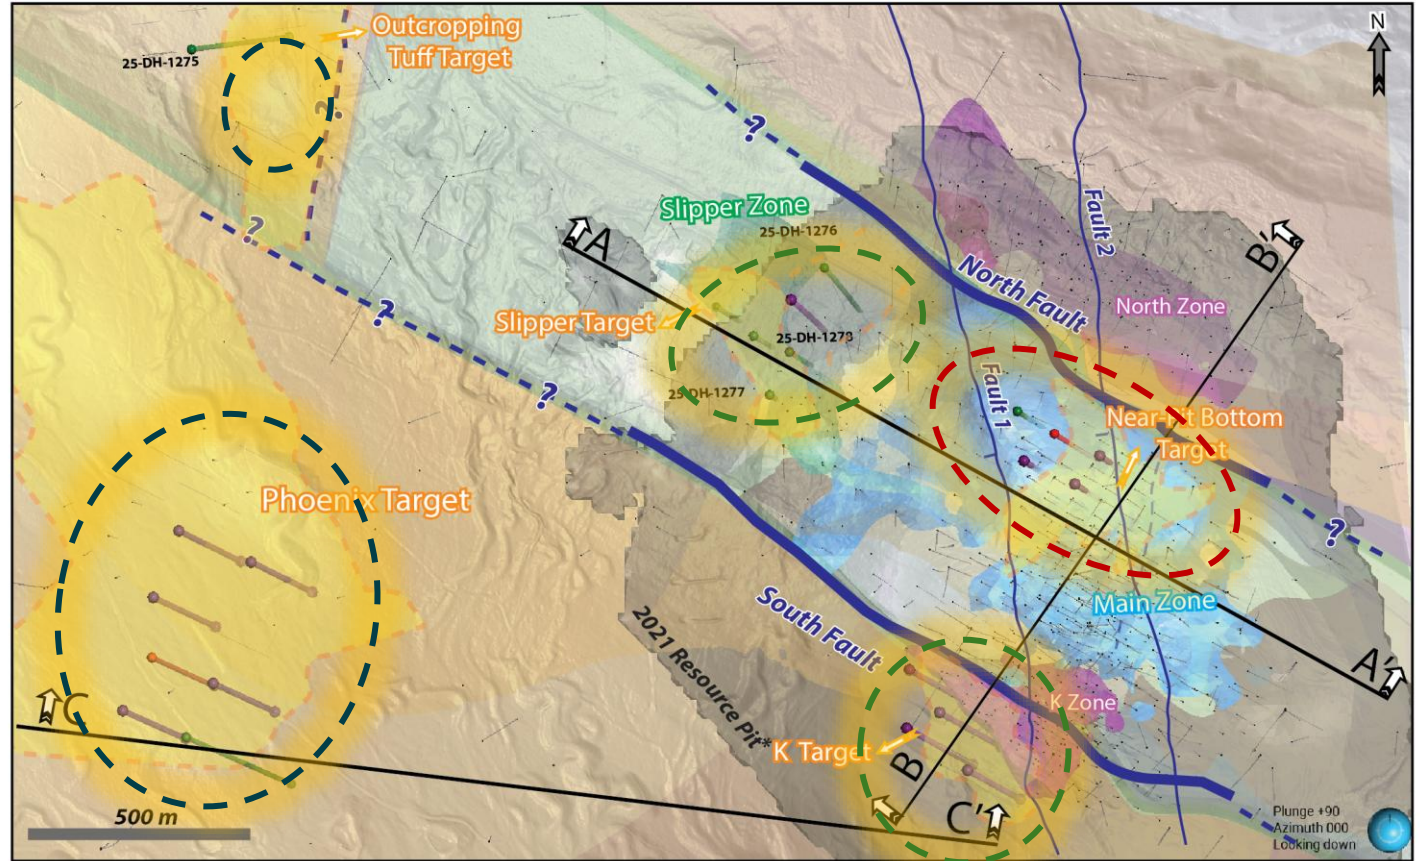 Outcropping
Tuff Target
25-DH-1275
N
?
?
?
?
?
?
Slipper Zone
25-DH-1276
A
B'
Fault 2
North Fault
North Zone
Slipper Target
25-DH-1278
25-DH-1277
Fault 1
Near-Pit Bottom
Target
Phoenix Target
Main Zone
South Fault
2021 Resource Pit*
A'
K Zone
K Target
B
C
C'
500 m
Plunge +90
Azimuth 000
Looking down